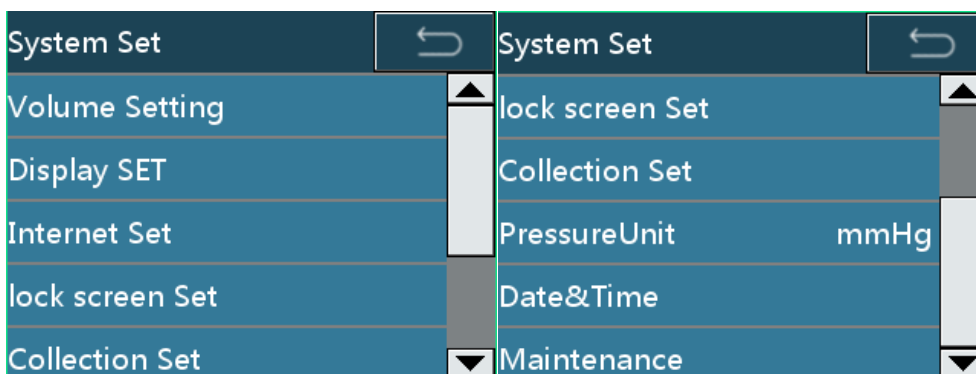 System Set
Volume Setting
Display SET
Internet Set
lock screen Set
Collection Set
System Set
lock screen Set
Collection Set
PressureUnit mmHg
Date&Time
Maintenance